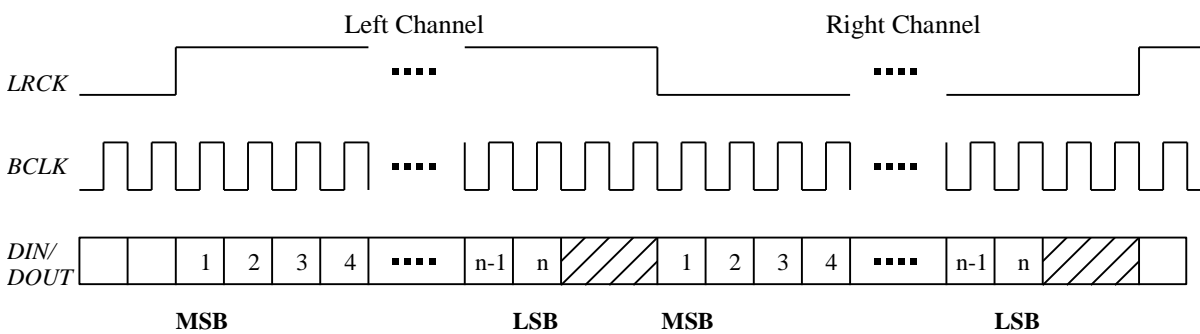 Left Channel Right Channel
LRCK
BCLK
DIN/
DOUT
1 2 3 4 n-1 n 1 2 3 4 n-1 n
MSB LSB MSB LSB